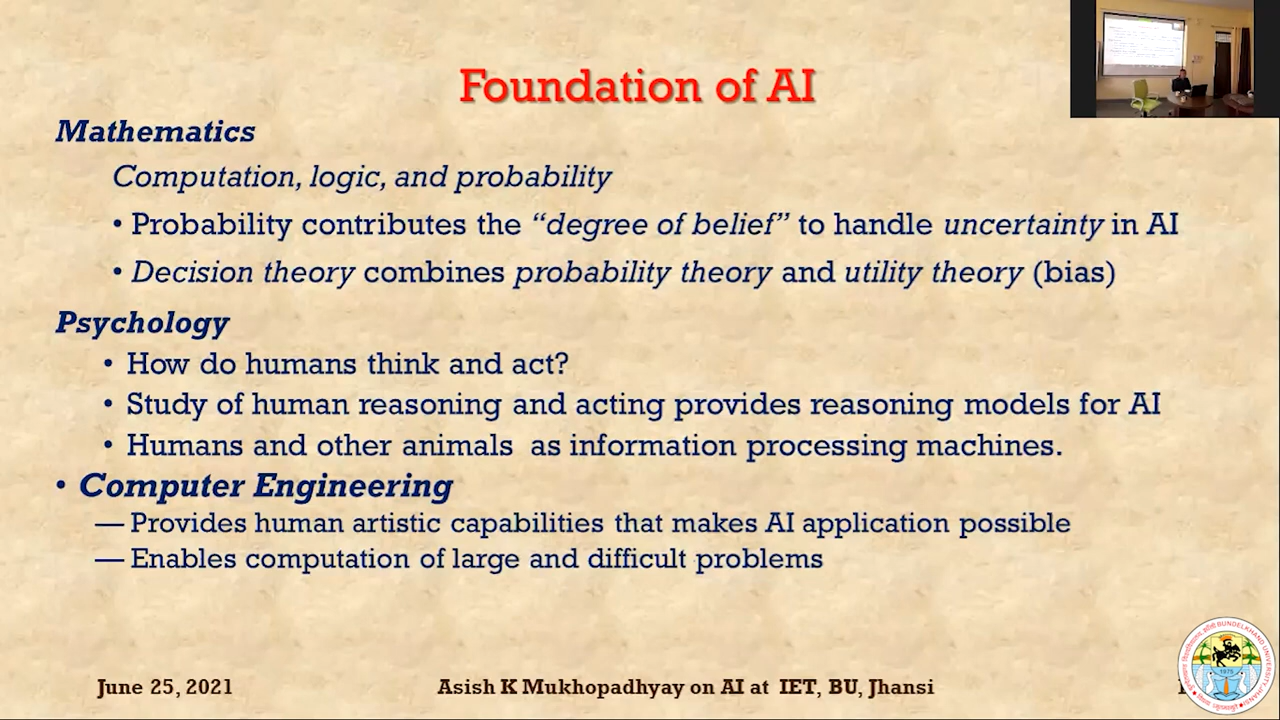 Foundation of AI
Mathematics
Computation, logic, and probability
• Probability contributes the “degree of belief” to handle uncertainty in AI
• Decision theory combines probability theory and utility theory (bias)
Psychology
• How do humans think and act?
• Study of human reasoning and acting provides reasoning models for AI
• Humans and other animals as information processing machines.
• Computer Engineering
— Provides human artistic capabilities that makes AI application possible
— Enables computation of large and difficult problems
June 25, 2021
Asish K Mukhopadhyay on AI at IET, BU, Jhansi
BUNDELKHAND UNIVERSITY JHANSI
1975